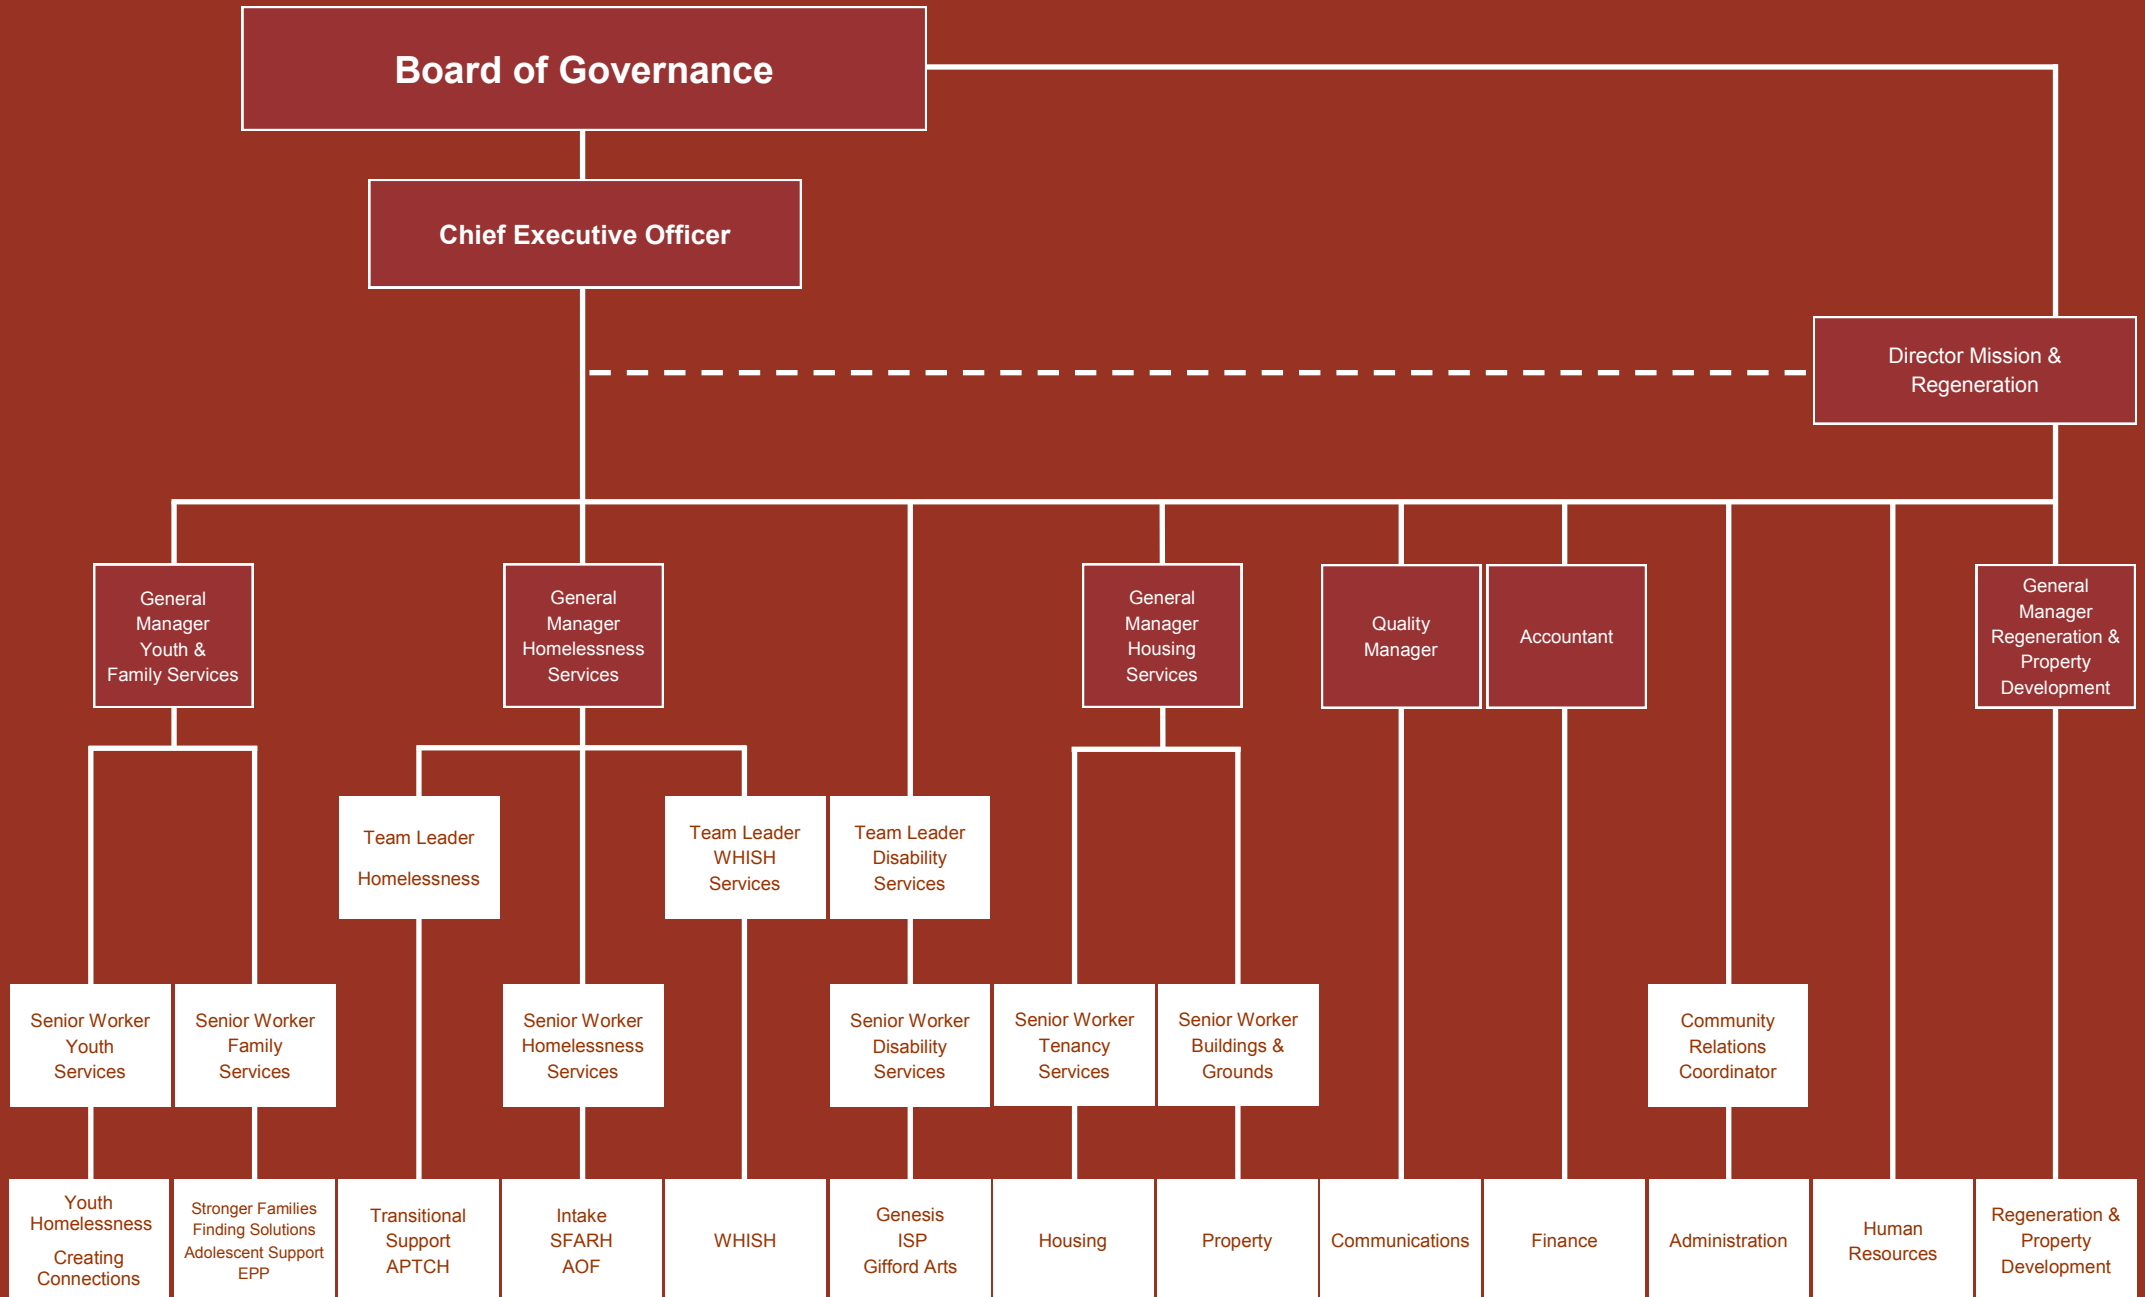 Board of Governance
Chief Executive Officer
Director Mission &
Regeneration
General
Manager
Youth &
Family Services
General
Manager
Homelessness
Services
General
Manager
Housing
Services
Quality
Manager
Accountant
General
Manager
Regeneration &
Property
Development
Team Leader
Homelessness
Team Leader
WHISH
Services
Team Leader
Disability
Services
Senior Worker
Youth
Services
Senior Worker
Family
Services
Senior Worker
Homelessness
Services
Senior Worker
Disability
Services
Senior Worker
Tenancy
Services
Senior Worker
Buildings &
Grounds
Community
Relations
Coordinator
Youth
Homelessness
Creating
Connections
Stronger Families
Finding Solutions
Adolescent Support
EPP
Transitional
Support
APTCH
Intake
SFARH
AOF
WHISH
Genesis
ISP
Gifford Arts
Housing
Property
Communications
Finance
Administration
Human
Resources
Regeneration &
Property
Development